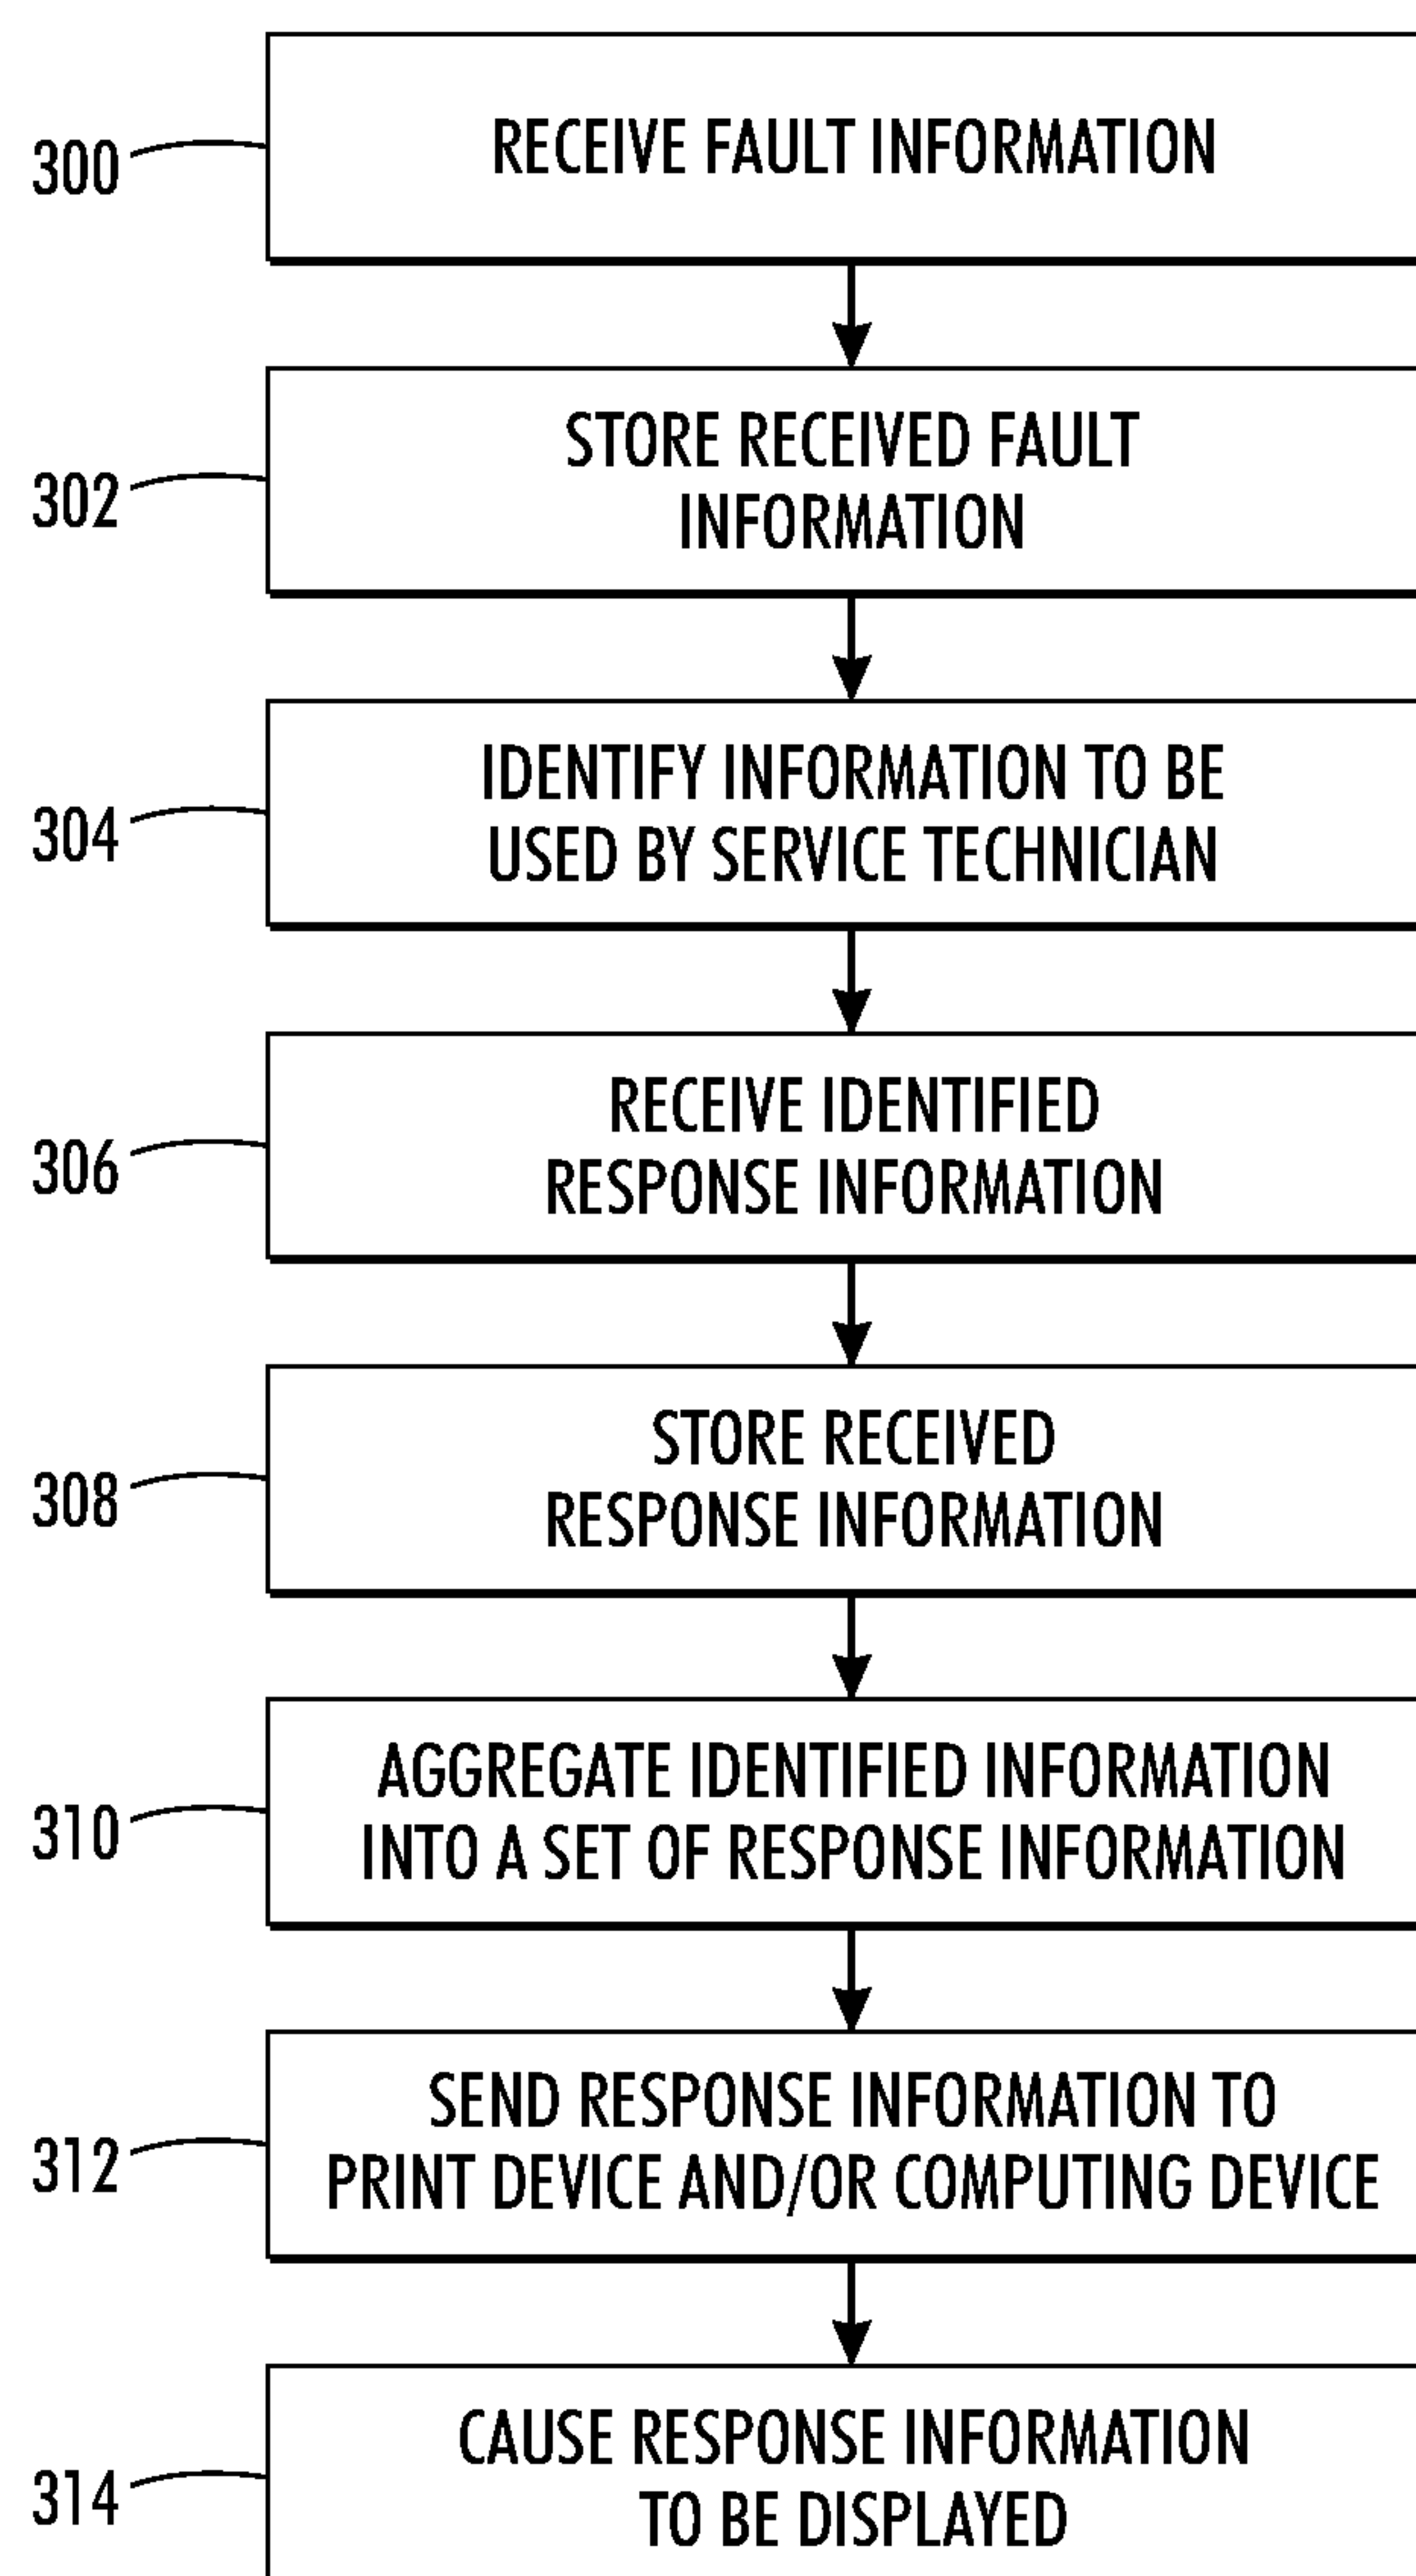 300
RECEIVE FAULT INFORMATION
302
STORE RECEIVED FAULT
INFORMATION
304
IDENTIFY INFORMATION TO BE
USED BY SERVICE TECHNICIAN
306
RECEIVE IDENTIFIED
RESPONSE INFORMATION
308
STORE RECEIVED
RESPONSE INFORMATION
310
AGGREGATE IDENTIFIED INFORMATION
INTO A SET OF RESPONSE INFORMATION
312
SEND RESPONSE INFORMATION TO
PRINT DEVICE AND/OR COMPUTING DEVICE
314
CAUSE RESPONSE INFORMATION
TO BE DISPLAYED